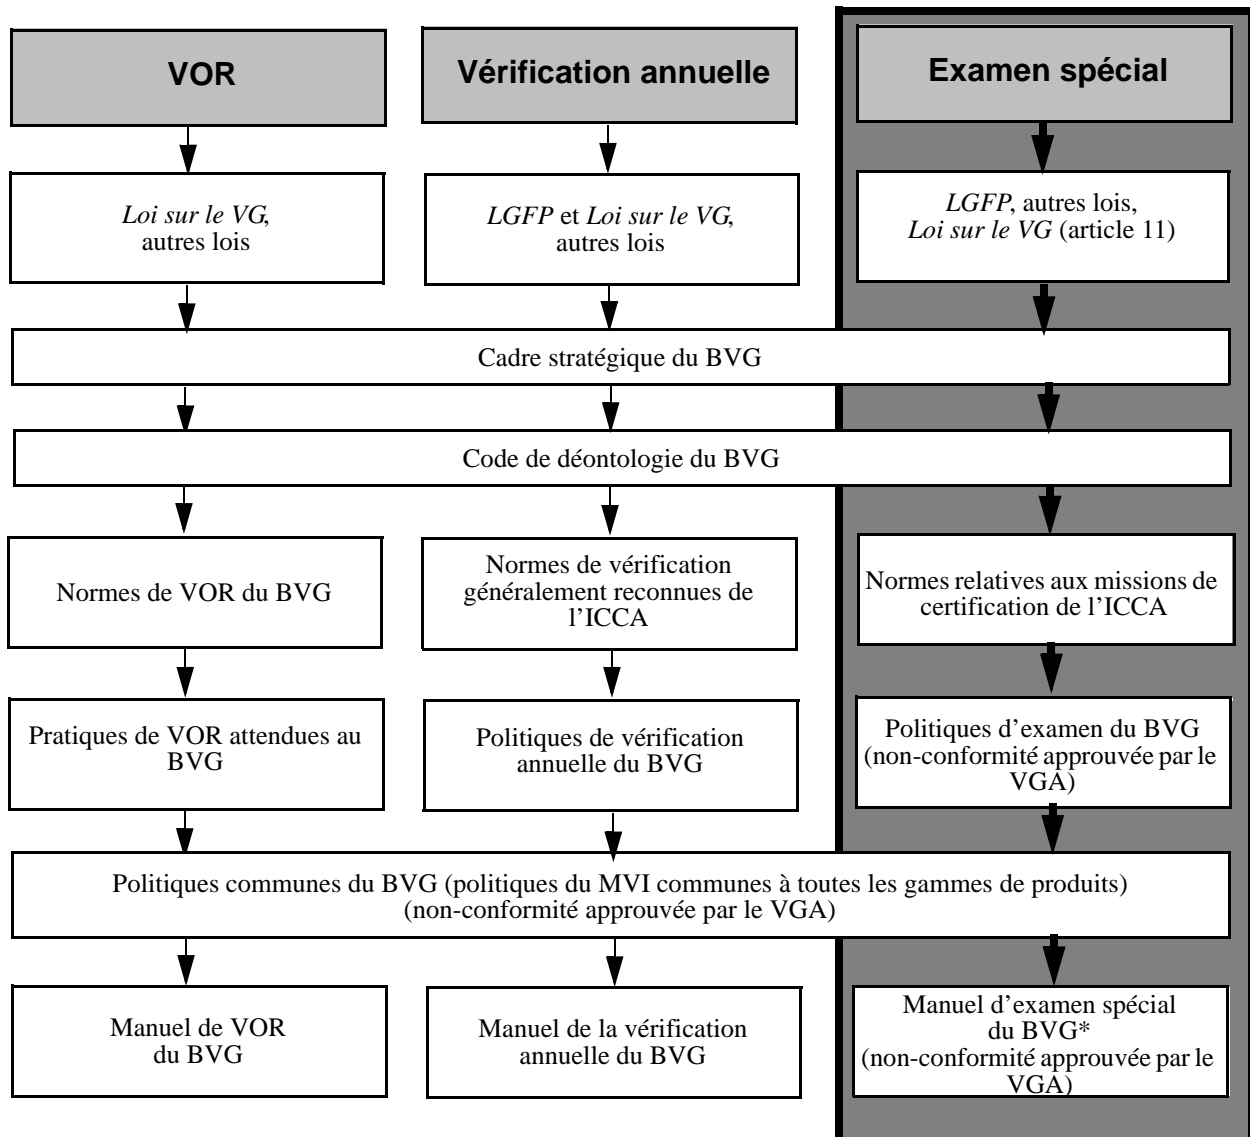 VOR
Vérification annuelle
Examen spécial
Loi sur le VG,
autres lois
LGFP et Loi sur le VG,
autres lois
LGFP, autres lois,
Loi sur le VG (article 11)
Cadre stratégique du BVG
Code de déontologie du BVG
Normes de VOR du BVG
Normes de vérification
généralement reconnues de
l’ICCA
Normes relatives aux missions de
certification de l’ICCA
Pratiques de VOR attendues au
BVG
Politiques de vérification
annuelle du BVG
Politiques d’examen du BVG
(non-conformité approuvée par le
VGA)
Politiques communes du BVG (politiques du MVI communes à toutes les gammes de produits)
(non-conformité approuvée par le VGA)
Manuel de VOR
du BVG
Manuel de la vérification
annuelle du BVG
Manuel d’examen spécial
du BVG*
(non-conformité approuvée par le
VGA)